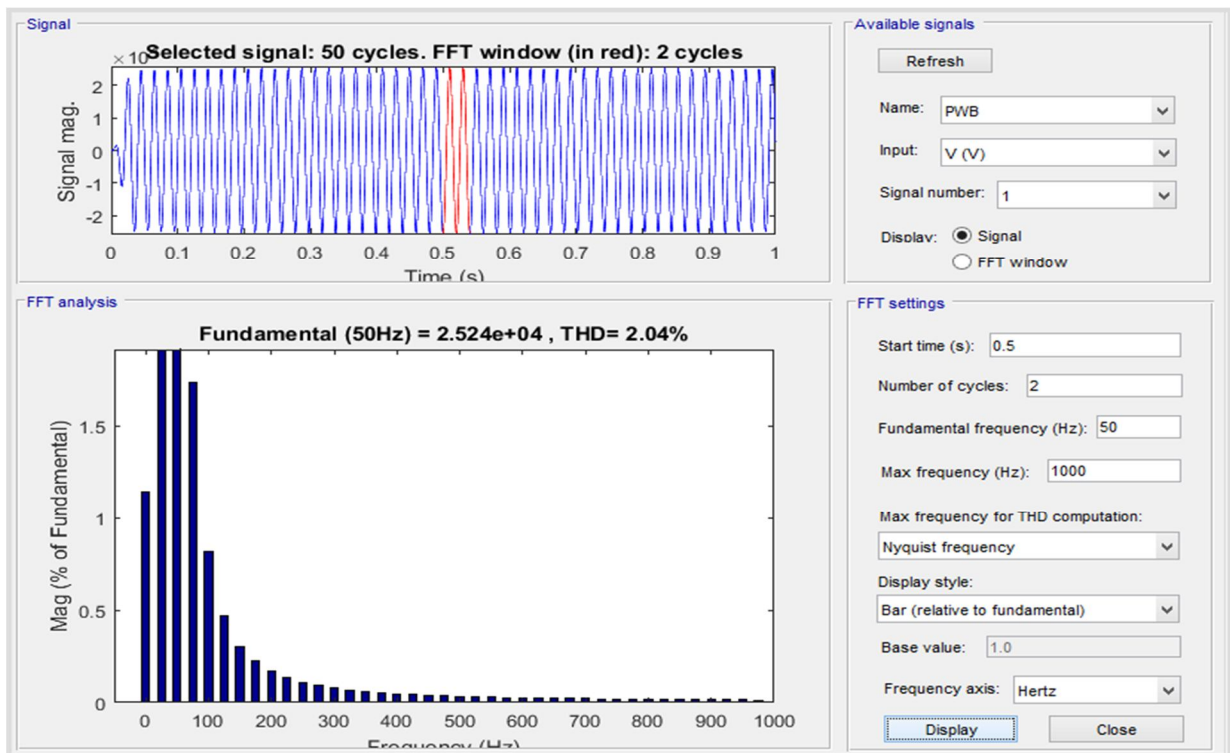 Signal
×10
Selected signal: 50 cycles. FFT window (in red): 2 cycles
Signal mag.
2
1
0
-1
-2
0 0.1 0.2 0.3 0.4 0.5 0.6 0.7 0.8 0.9 1
Time (s)
Available signals
Refresh
Name: PWB
Input: V (V)
Signal number: 1
Display: Signal
FFT window
FFT analysis
Fundamental (50Hz) = 2.524e+04 , THD= 2.04%
Mag (% of Fundamental)
1.5
1
0.5
0
0 100 200 300 400 500 600 700 800 900 1000
Frequency (Hz)
FFT settings
Start time (s): 0.5
Number of cycles: 2
Fundamental frequency (Hz): 50
Max frequency (Hz): 1000
Max frequency for THD computation:
Nyquist frequency
Display style:
Bar (relative to fundamental)
Base value: 1.0
Frequency axis: Hertz
Display Close